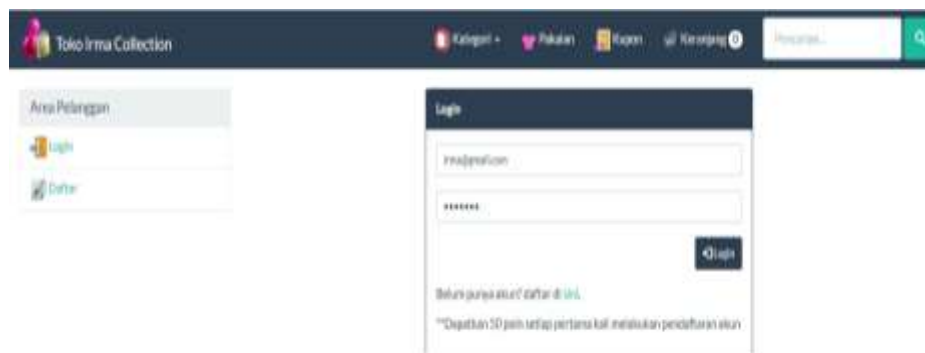 Toko Irma Collection
Kategori
Pakaian
Kupon
Keranjang 0
Pencarian...
Area Pelanggan
Login
Daftar
Login
irma@gmail.com
•••••••
Login
Belum punya akun? daftar di sini.
**Dapatkan 50 poin setiap pertama kali melakukan pendaftaran akun